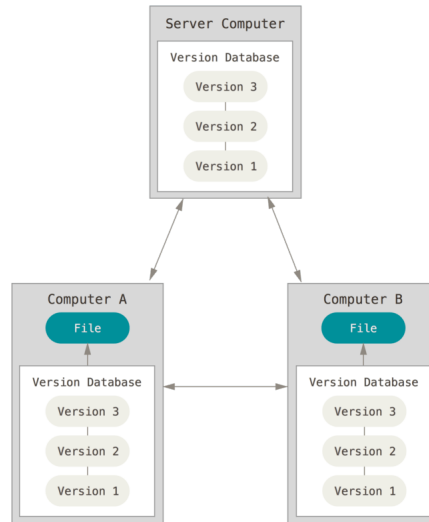 Server Computer
Version Database
Version 3
Version 2
Version 1
Computer A
File
Version Database
Version 3
Version 2
Version 1
Computer B
File
Version Database
Version 3
Version 2
Version 1